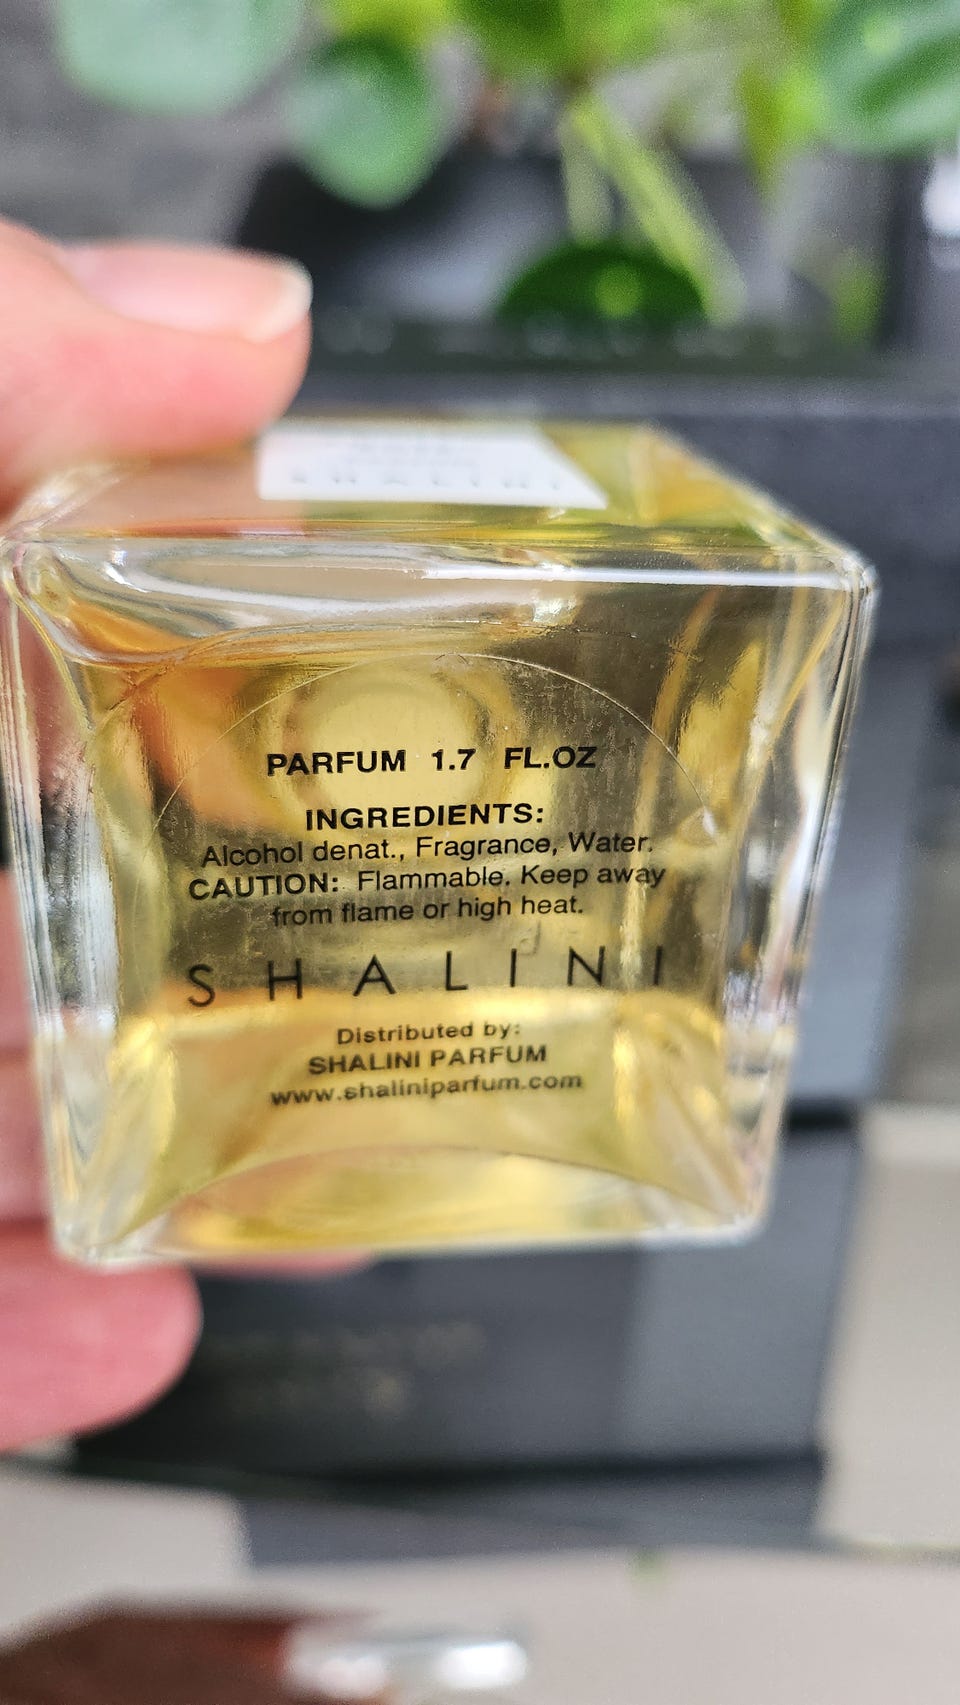 SHALINI
PARFUM 1.7 FL.OZ
INGREDIENTS:
Alcohol denat., Fragrance, Water.
CAUTION: Flammable. Keep away
from flame or high heat.
SHALINI
Distributed by:
SHALINI PARFUM
www.shaliniparfum.com